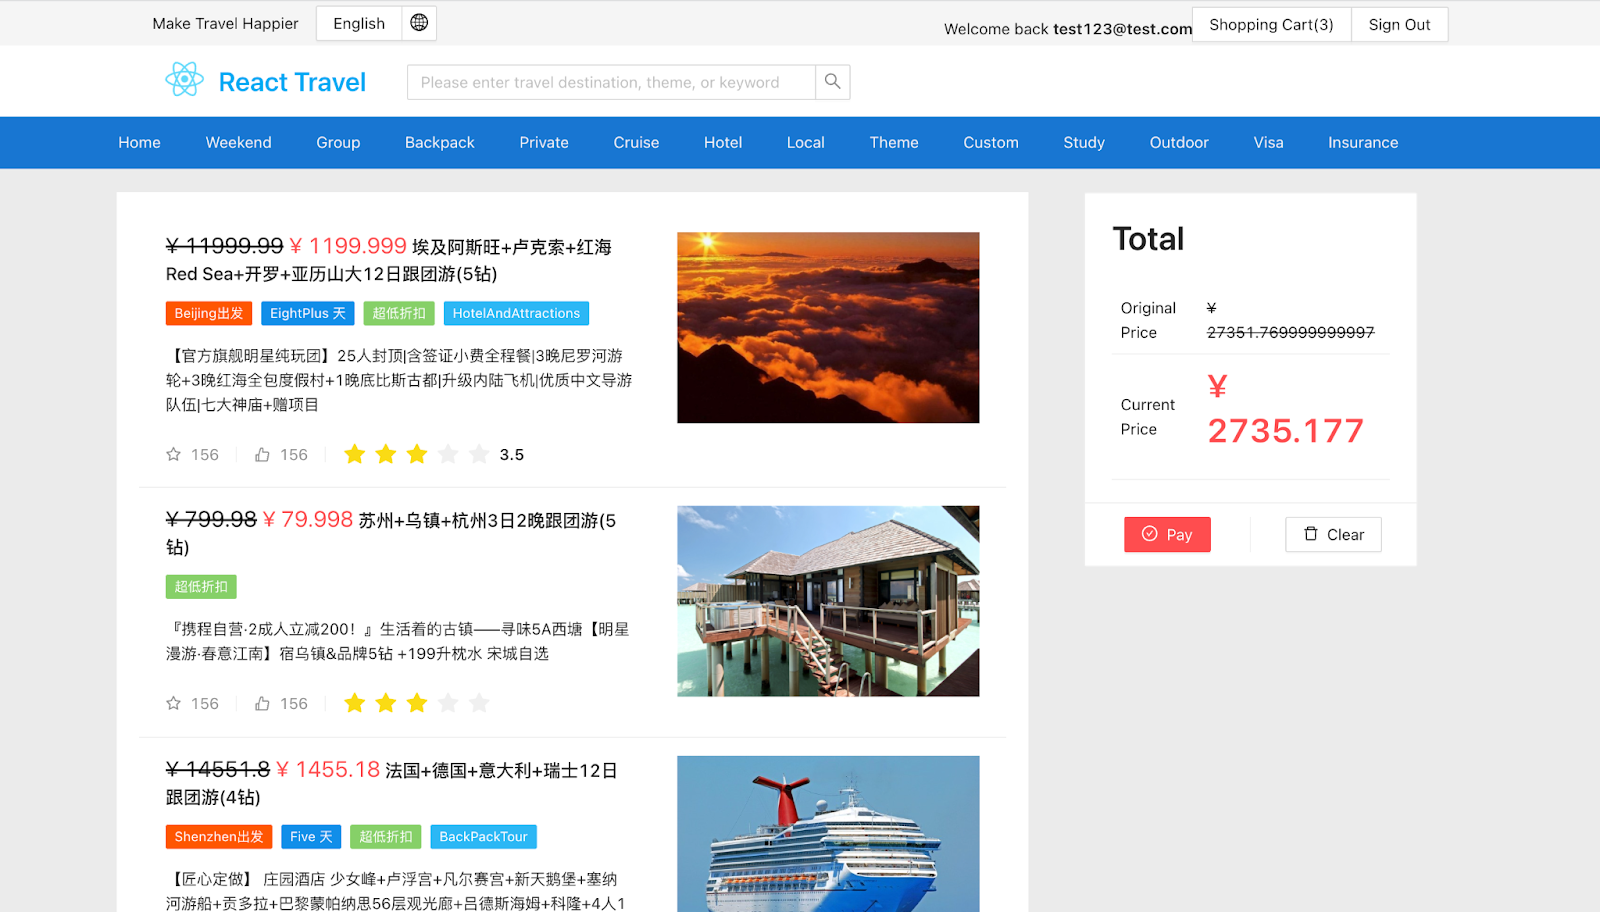 Make Travel Happier
English
Welcome back test123@test.com
Shopping Cart(3)
Sign Out
React Travel
Please enter travel destination, theme, or keyword
Home
Weekend
Group
Backpack
Private
Cruise
Hotel
Local
Theme
Custom
Study
Outdoor
Visa
Insurance
¥ 11999.99 ¥ 1199.999 埃及阿斯旺+卢克索+红海
Red Sea+开罗+亚历山大12日跟团游(5钻)
Beijing出发
EightPlus 天
超低折扣
HotelAndAttractions
【官方旗舰明星纯玩团】25人封顶|含签证小费全程餐|3晚尼罗河游
轮+3晚红海全包度假村+1晚底比斯古都|升级内陆飞机|优质中文导游
队伍|七大神庙+赠项目
156
156
3.5
¥ 799.98 ¥ 79.998 苏州+乌镇+杭州3日2晚跟团游(5
钻)
超低折扣
『携程自营·2成人立减200！』生活着的古镇——寻味5A西塘【明星
漫游·春意江南】宿乌镇&品牌5钻 +199升枕水 宋城自选
156
156
¥ 14551.8 ¥ 1455.18 法国+德国+意大利+瑞士12日
跟团游(4钻)
Shenzhen出发
Five 天
超低折扣
BackPackTour
【匠心定做】 庄园酒店 少女峰+卢浮宫+凡尔赛宫+新天鹅堡+塞纳
河游船+贡多拉+巴黎蒙帕纳思56层观光廊+吕德斯海姆+科隆+4人1
Total
Original
Price
¥
27351.769999999997
Current
Price
¥
2735.177
Pay
Clear